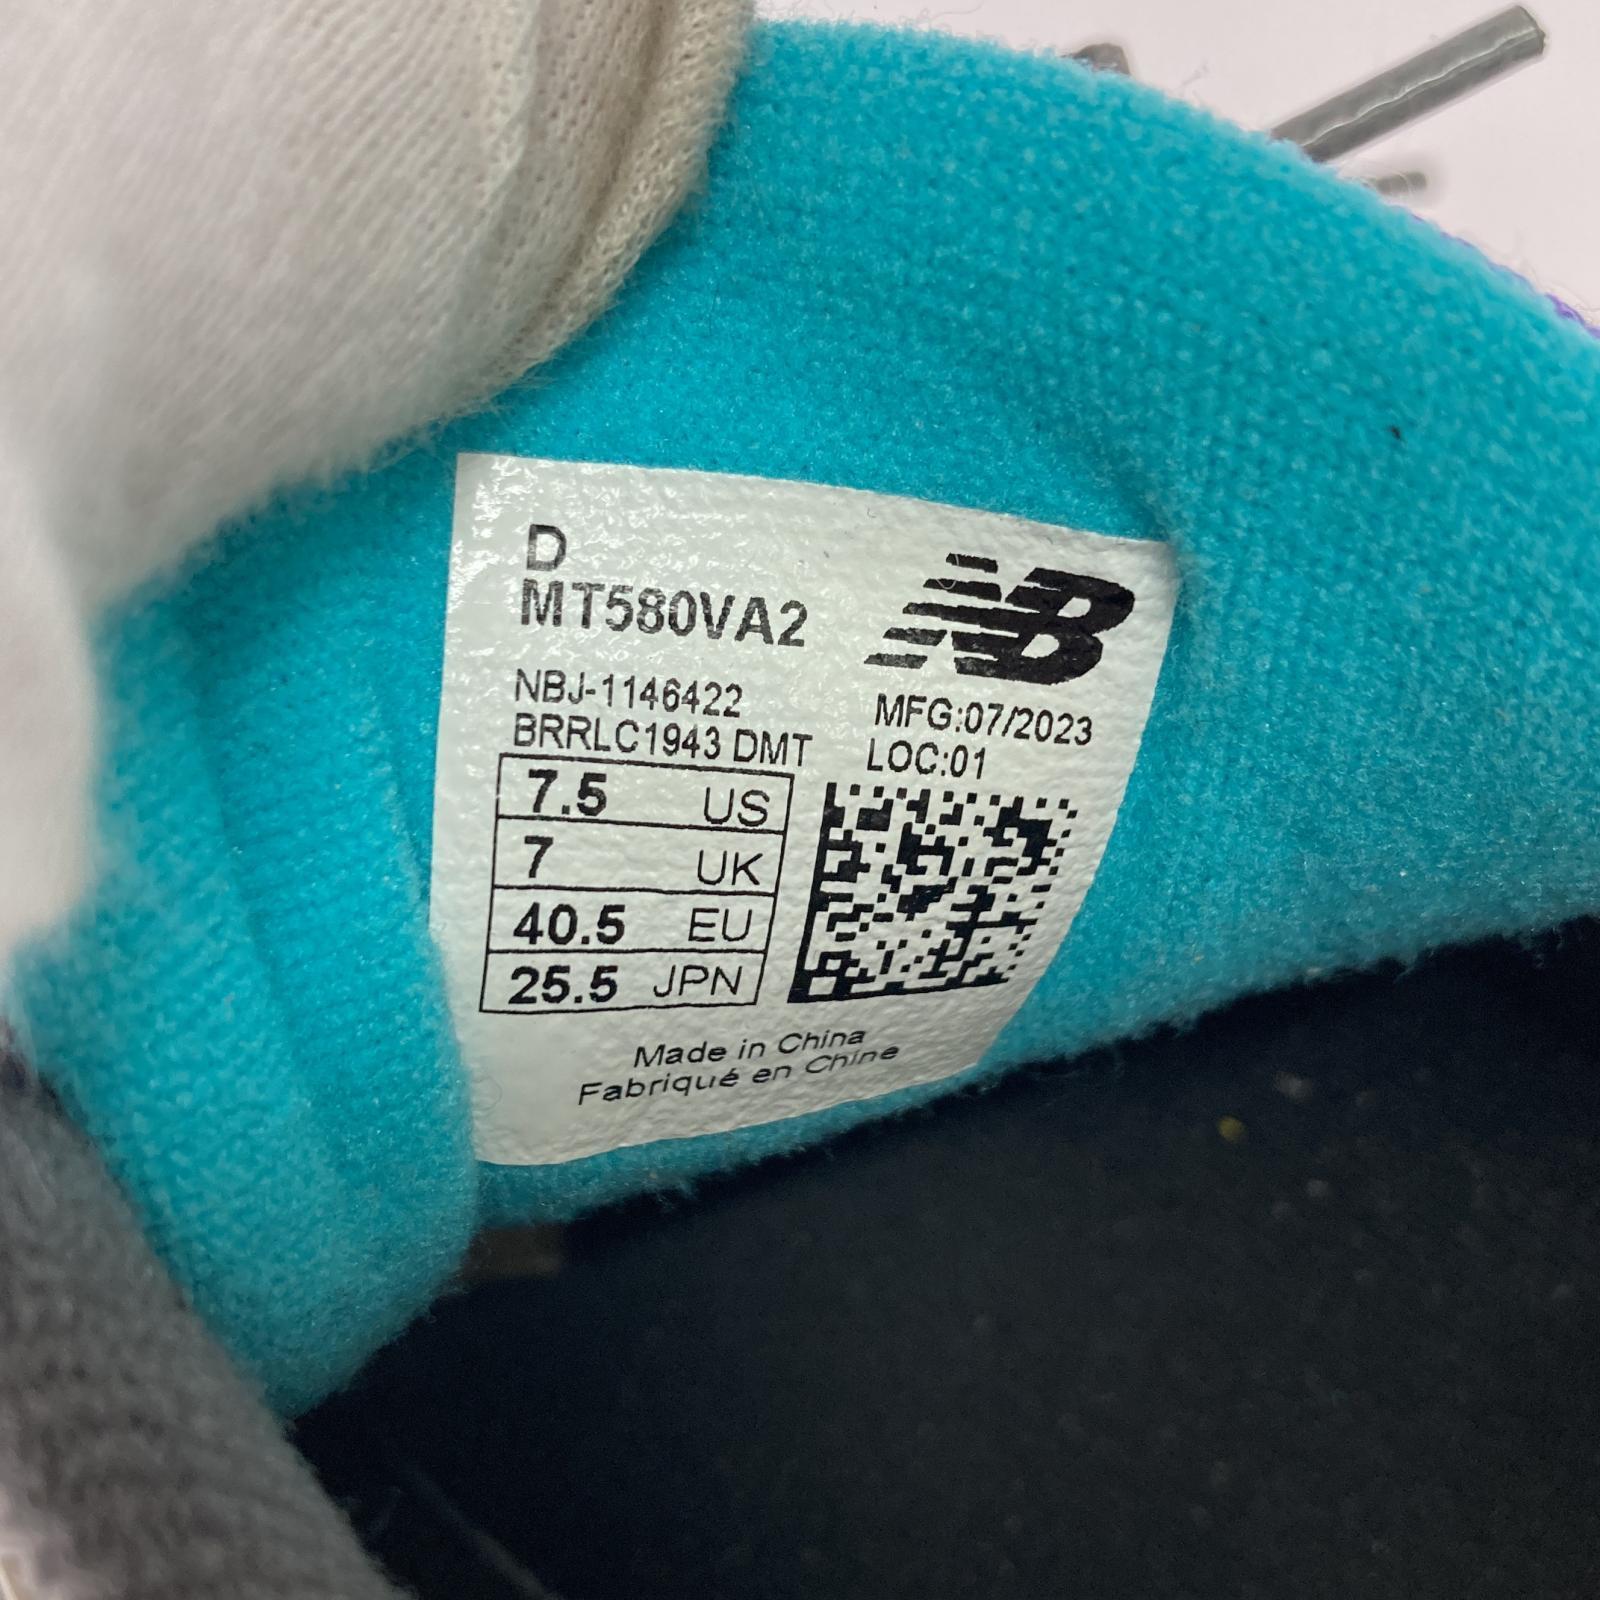 D
MT580VA2
NB
NBJ-1146422
BRRLC1943 DMT
MFG:07/2023
LOC:01
7.5 US
7 UK
40.5 EU
25.5 JPN
Made in China
Fabriqué en Chine